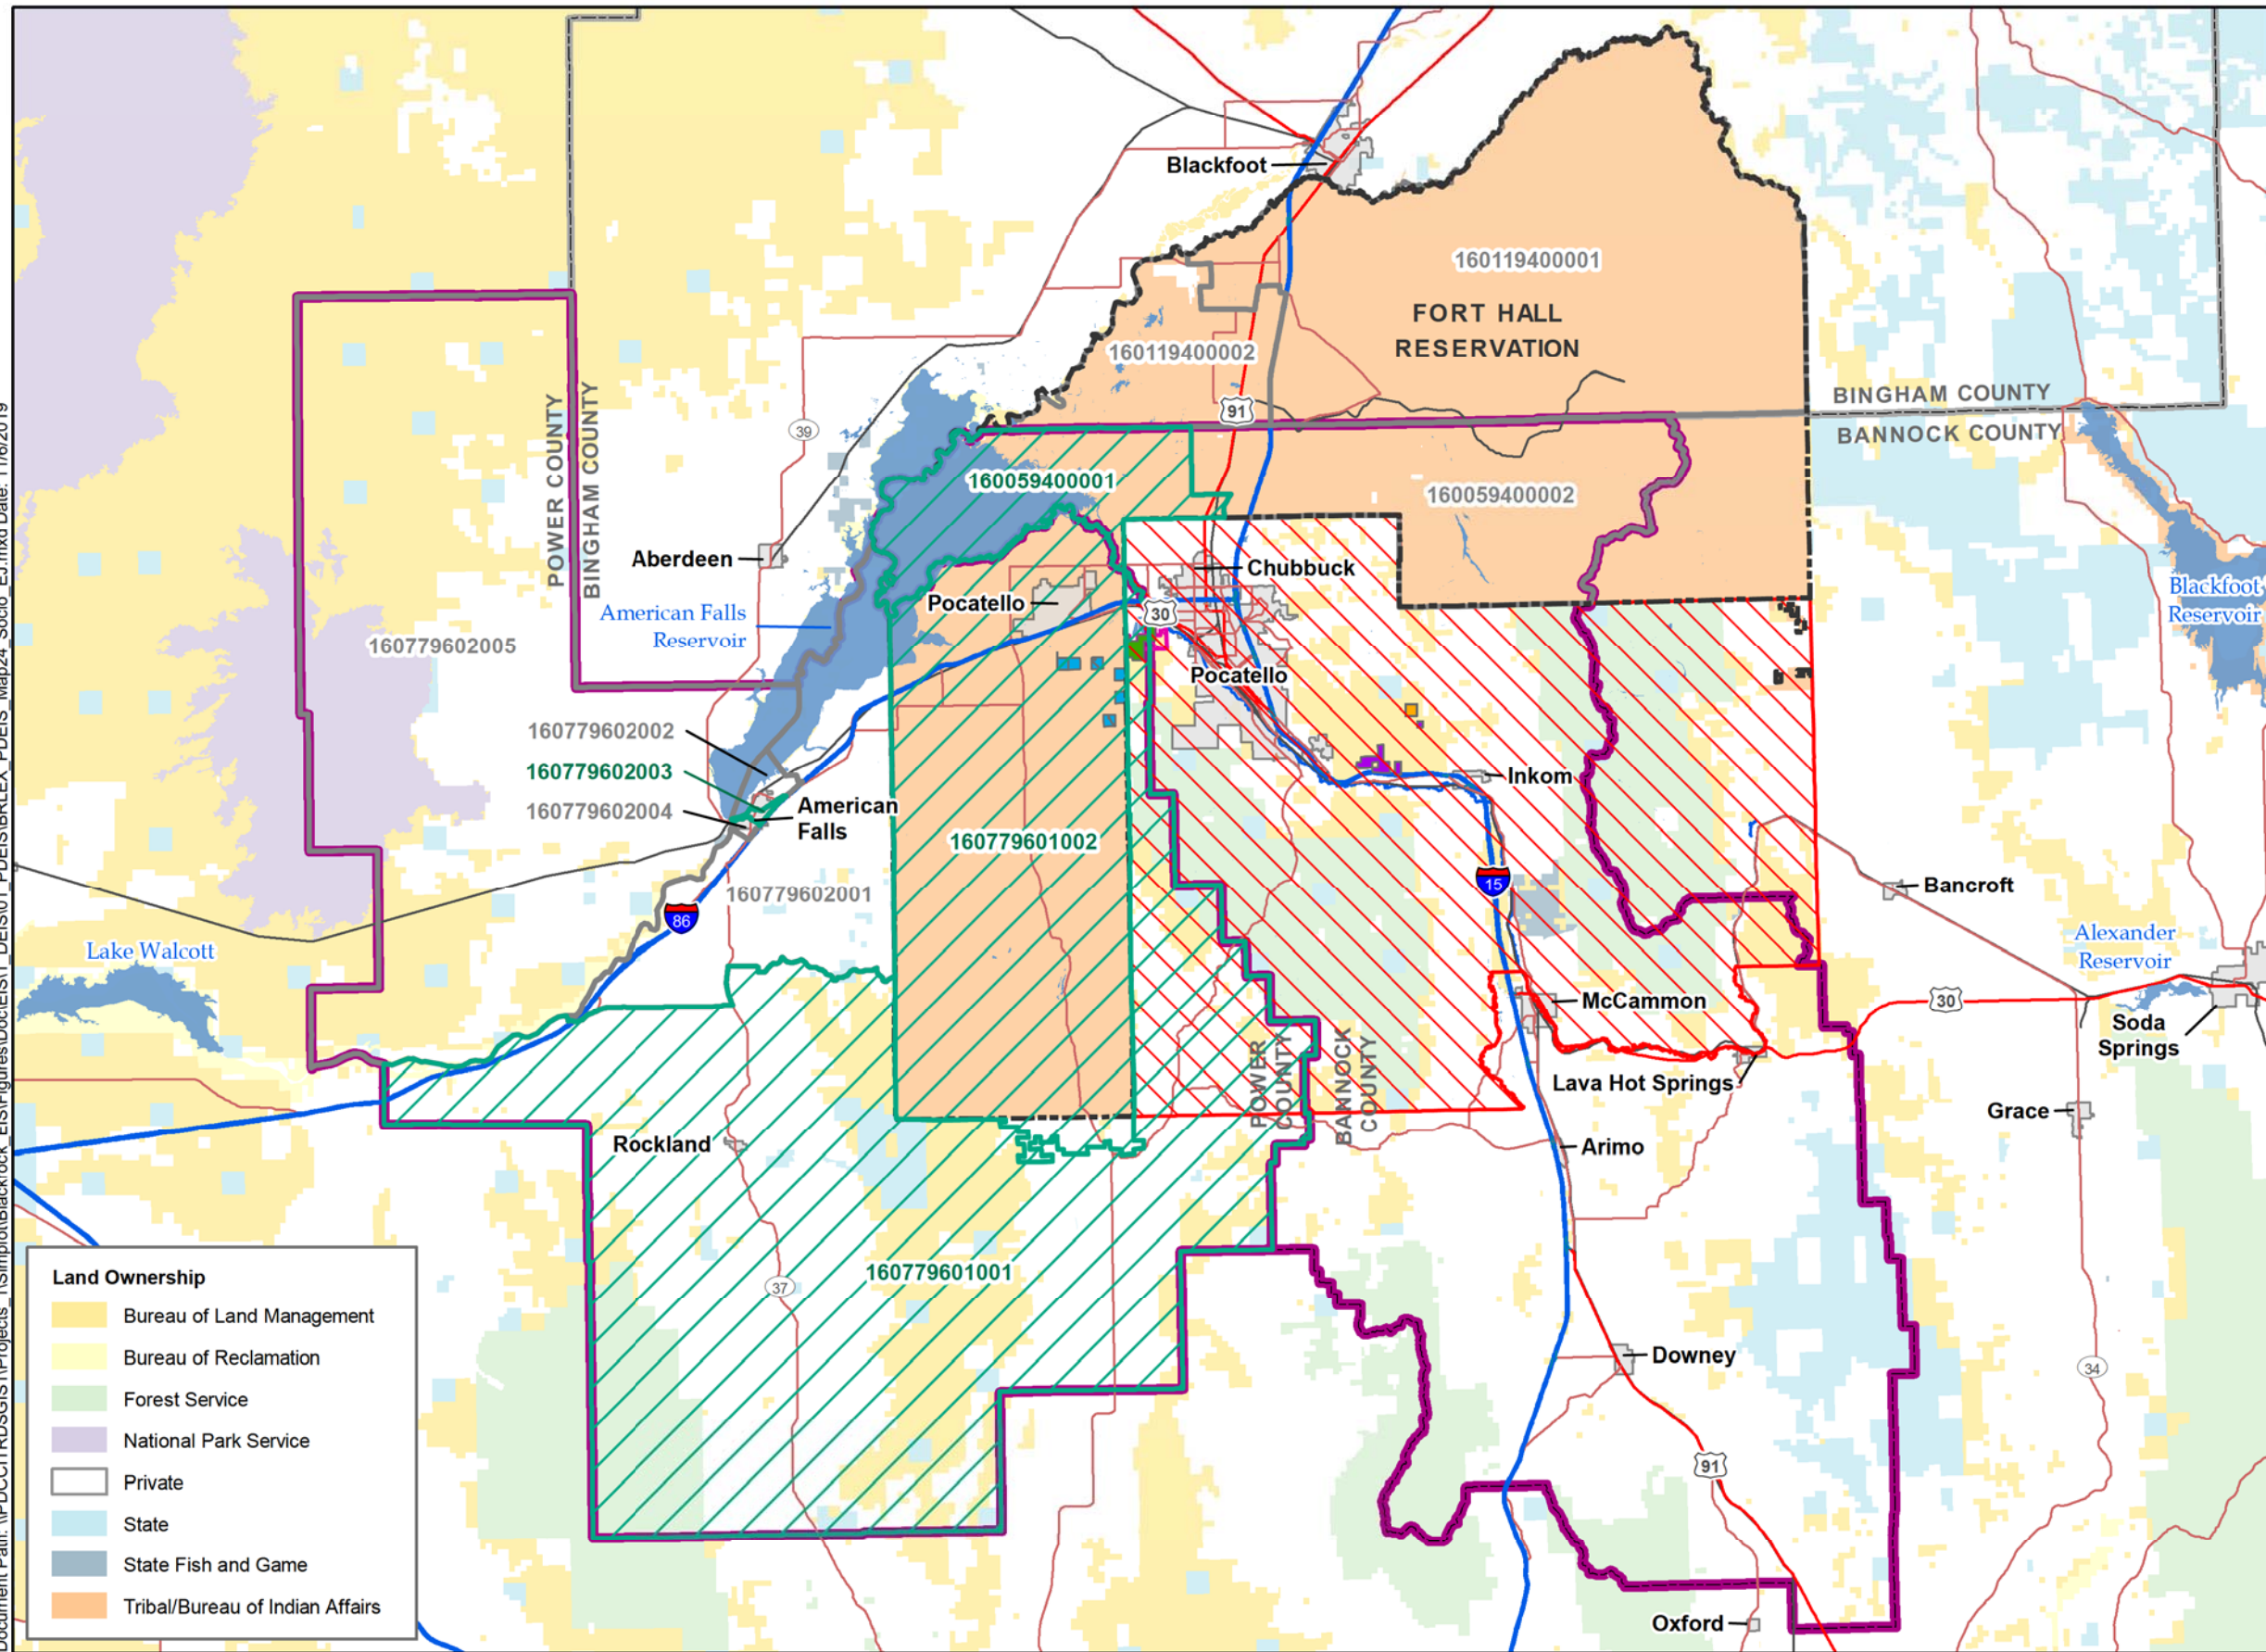 Blackfoot
160119400001
FORT HALL
RESERVATION
160119400002
91
BINGHAM COUNTY
BANNOCK COUNTY
POWER COUNTY
BINGHAM COUNTY
39
160059400001
160059400002
Aberdeen
Chubbuck
Pocatello
30
American Falls
Reservoir
Blackfoot
Reservoir
160779602005
Pocatello
160779602002
160779602003
160779602004
Inkom
American
Falls
160779601002
15
160779602001
86
Bancroft
Lake Walcott
Alexander
Reservoir
McCammon
30
Soda
Springs
POWER
COUNTY
BANNOCK
COUNTY
Lava Hot Springs
Grace
Rockland
Arimo
160779601001
37
Downey
34
91
Oxford
Land Ownership
Bureau of Land Management
Bureau of Reclamation
Forest Service
National Park Service
Private
State
State Fish and Game
Tribal/Bureau of Indian Affairs